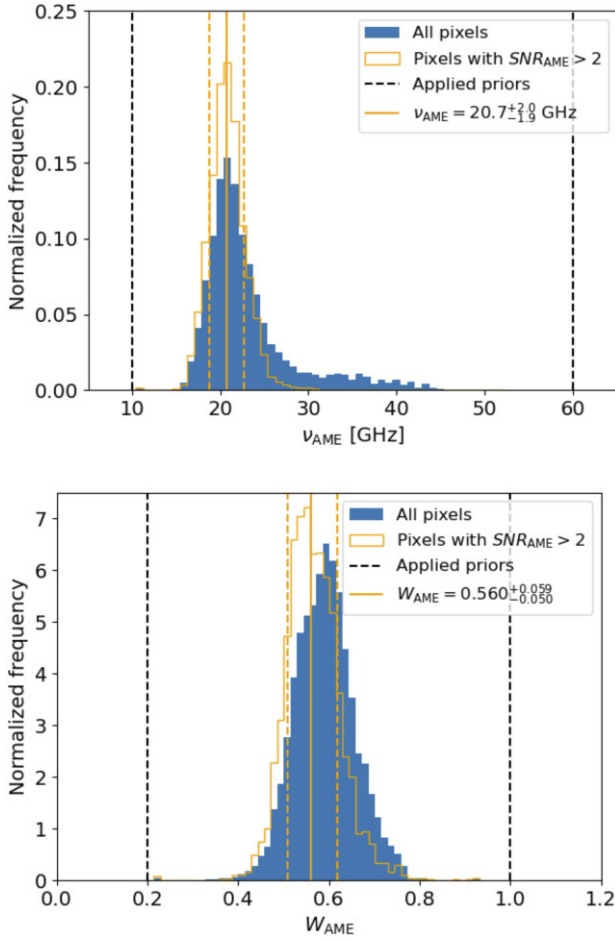 0.25
0.20
0.15
0.10
0.05
0.00
Normalized frequency
All pixels
Pixels with SNR_AME > 2
Applied priors
ν_AME = 20.7^{+2.0}_{−1.9} GHz
10 20 30 40 50 60
ν_AME [GHz]
7
6
5
4
3
2
1
0
Normalized frequency
All pixels
Pixels with SNR_AME > 2
Applied priors
W_AME = 0.560^{+0.059}_{−0.050}
0.0 0.2 0.4 0.6 0.8 1.0 1.2
W_AME